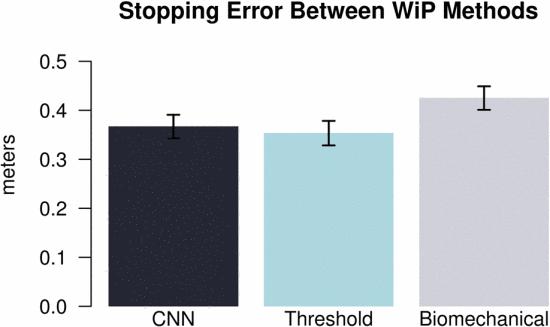 Stopping Error Between WiP Methods
meters
0.5
0.4
0.3
0.2
0.1
0.0
CNN
Threshold
Biomechanical